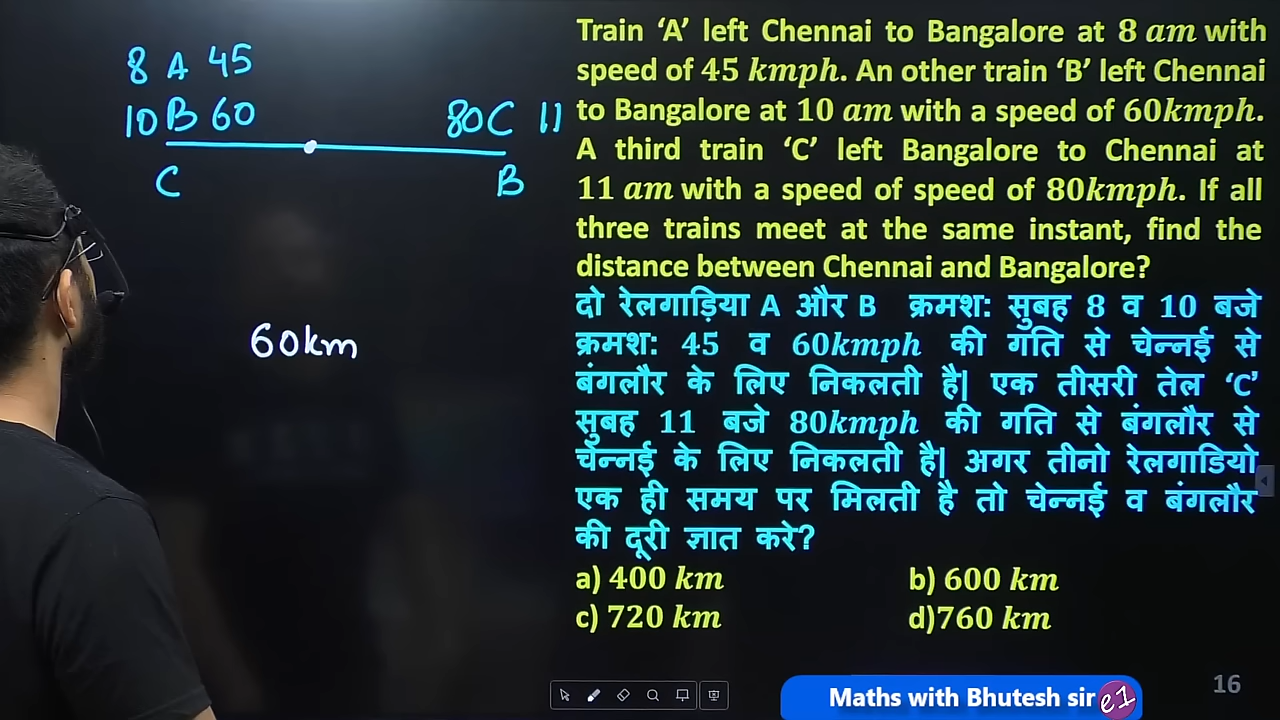 8 A 45
10 B 60 80 C 11
C B
60km
Train ‘A’ left Chennai to Bangalore at 8 am with
speed of 45 kmph. An other train ‘B’ left Chennai
to Bangalore at 10 am with a speed of 60kmph.
A third train ‘C’ left Bangalore to Chennai at
11 am with a speed of speed of 80kmph. If all
three trains meet at the same instant, find the
distance between Chennai and Bangalore?
दो रेलगाड़िया A और B क्रमश: सुबह 8 व 10 बजे
क्रमश: 45 व 60kmph की गति से चेन्नई से
बंगलौर के लिए निकलती है| एक तीसरी तेल ‘C’
सुबह 11 बजे 80kmph की गति से बंगलौर से
चेन्नई के लिए निकलती है| अगर तीनो रेलगाडियो
एक ही समय पर मिलती है तो चेन्नई व बंगलौर
की दूरी ज्ञात करे?
a) 400 km b) 600 km
c) 720 km d)760 km
Maths with Bhutesh sir e1
16